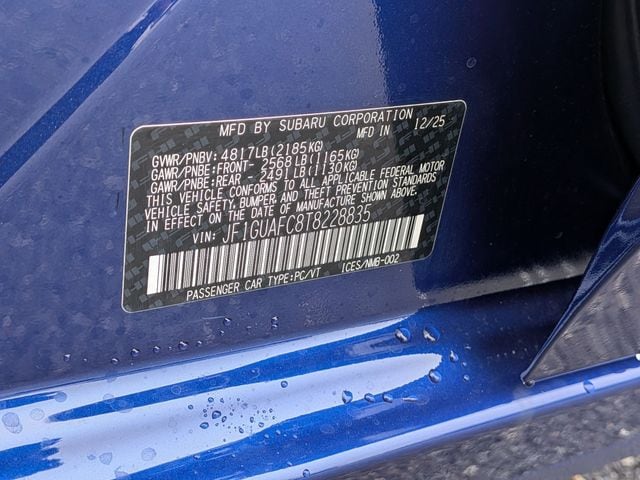 MFD BY SUBARU CORPORATION
MFD IN 12/25
GVWR/PNBV: 4817LB (2185KG)
GAWR/PNBE: FRONT- 2568LB (1165KG)
GAWR/PNBE: REAR - 2491LB (1130KG)
THIS VEHICLE CONFORMS TO ALL APPLICABLE FEDERAL MOTOR
VEHICLE SAFETY, BUMPER, AND THEFT PREVENTION STANDARDS
IN EFFECT ON THE DATE OF MANUFACTURE SHOWN ABOVE.
VIN: JF1GUAFC8T8228835
PASSENGER CAR TYPE:PC/VT ICES/NMB-002